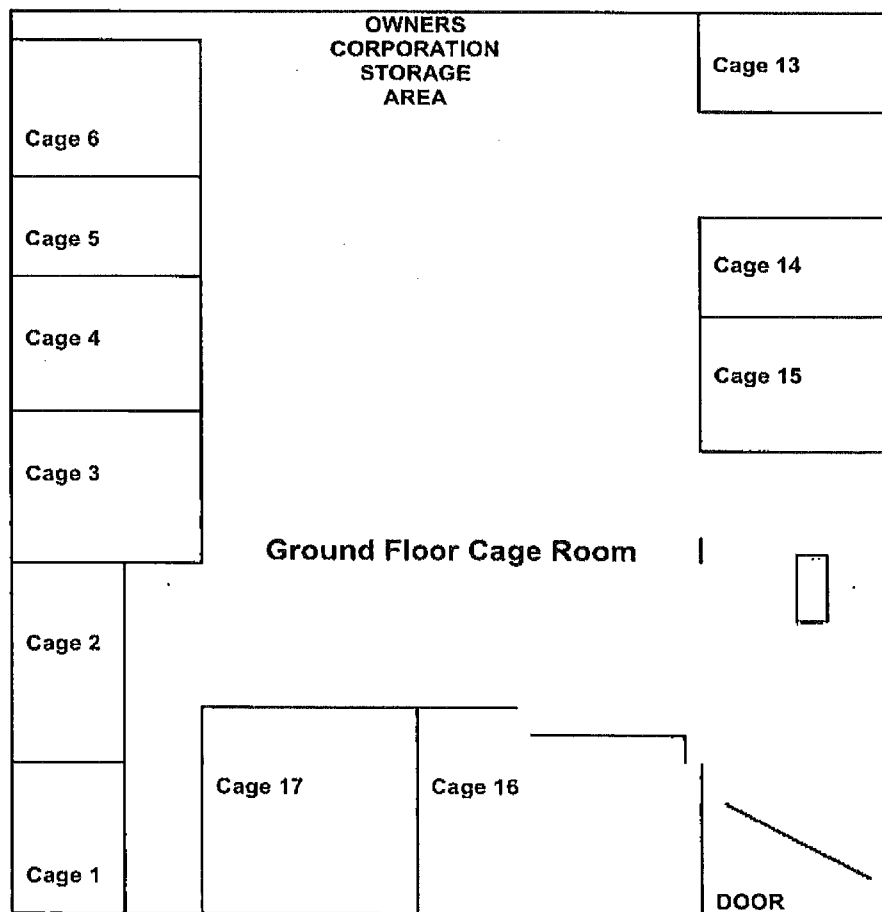 OWNERS
CORPORATION
STORAGE
AREA
Cage 13
Cage 6
Cage 5
Cage 14
Cage 4
Cage 15
Cage 3
Ground Floor Cage Room
Cage 2
Cage 17
Cage 16
Cage 1
DOOR